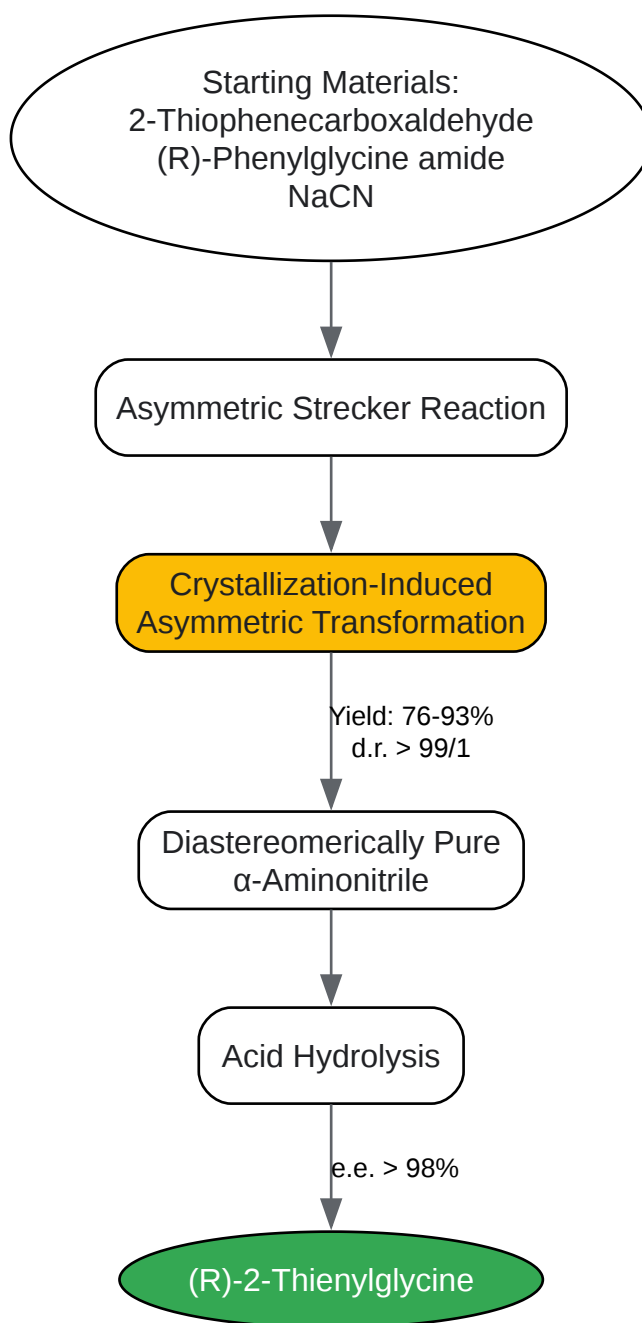 Starting Materials:
2-Thiophenecarboxaldehyde
(R)-Phenylglycine amide
NaCN
Asymmetric Strecker Reaction
Crystallization-Induced
Asymmetric Transformation
Yield: 76-93%
d.r. > 99/1
Diastereomerically Pure
α-Aminonitrile
Acid Hydrolysis
e.e. > 98%
(R)-2-Thienylglycine